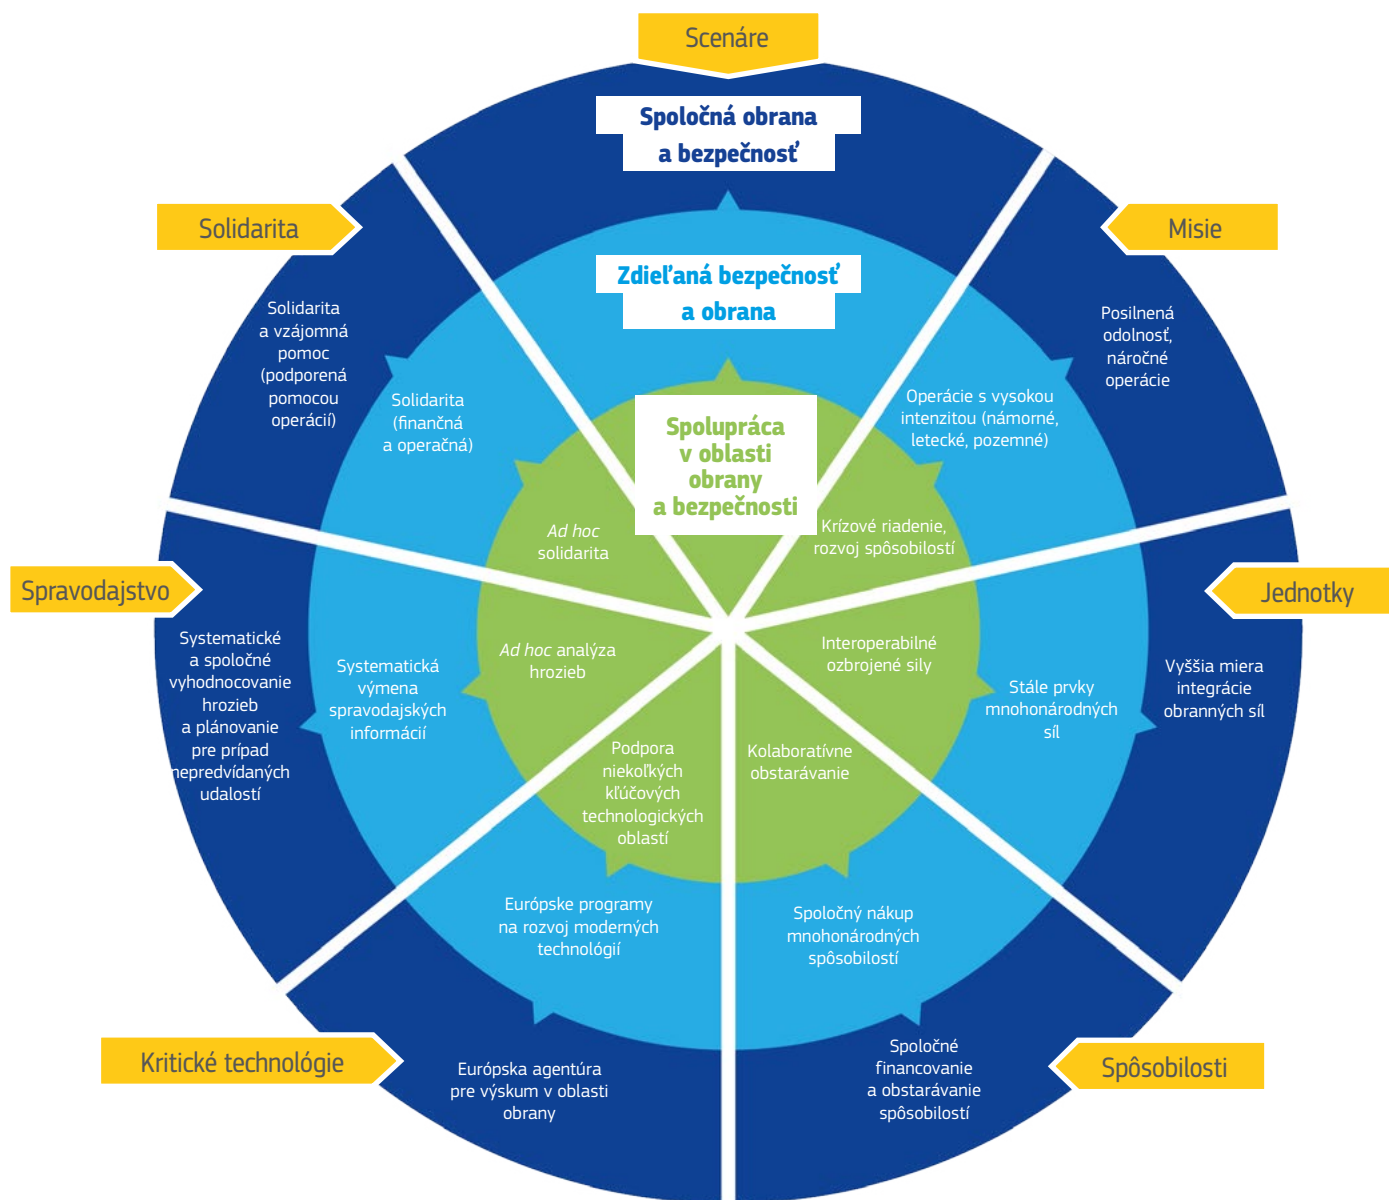 Scenáre
Spoločná obrana
a bezpečnosť
Zdieľaná bezpečnosť
a obrana
Spolupráca
v oblasti
obrany
a bezpečnosti
Misie
Posilnená
odolnosť,
náročné
operácie
Operácie s vysokou
intenzitou (námorné,
letecké, pozemné)
Krízové riadenie,
rozvoj spôsobilostí
Jednotky
Vyššia miera
integrácie
obranných síl
Stále prvky
mnohonárodných
síl
Interoperabilné
ozbrojené sily
Spôsobilosti
Spoločné
financovanie
a obstarávanie
spôsobilostí
Spoločný nákup
mnohonárodných
spôsobilostí
Kolaboratívne
obstarávanie
Kritické technológie
Európska agentúra
pre výskum v oblasti
obrany
Európske programy
na rozvoj moderných
technológií
Podpora
niekoľkých
kľúčových
technologických
oblastí
Spravodajstvo
Systematické
a spoločné
vyhodnocovanie
hrozieb
a plánovanie
pre prípad
nepredvídaných
udalostí
Systematická
výmena
spravodajských
informácií
Ad hoc analýza
hrozieb
Solidarita
Solidarita
a vzájomná
pomoc
(podporená
pomocou
operácií)
Solidarita
(finančná
a operačná)
Ad hoc
solidarita